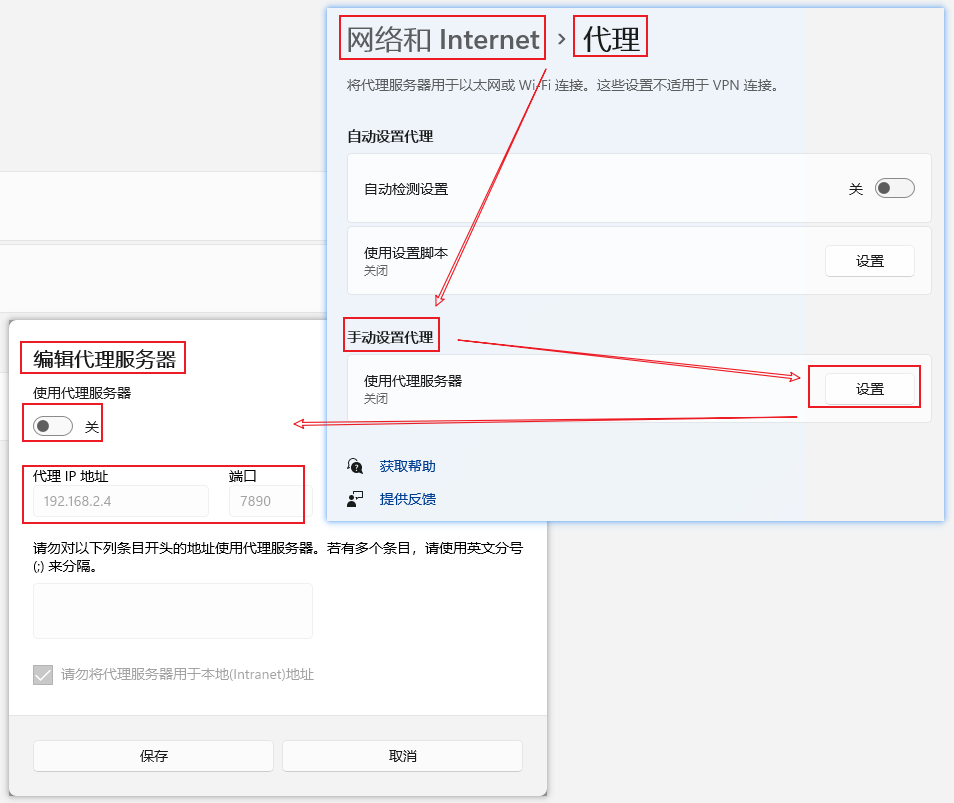 网络和 Internet › 代理
将代理服务器用于以太网或 Wi-Fi 连接。这些设置不适用于 VPN 连接。
自动设置代理
自动检测设置
关
使用设置脚本
关闭
设置
手动设置代理
使用代理服务器
关闭
设置
获取帮助
提供反馈
编辑代理服务器
使用代理服务器
关
代理 IP 地址 端口
192.168.2.4 7890
请勿对以下列条目开头的地址使用代理服务器。若有多个条目，请使用英文分号
(;) 来分隔。
请勿将代理服务器用于本地(Intranet)地址
保存 取消